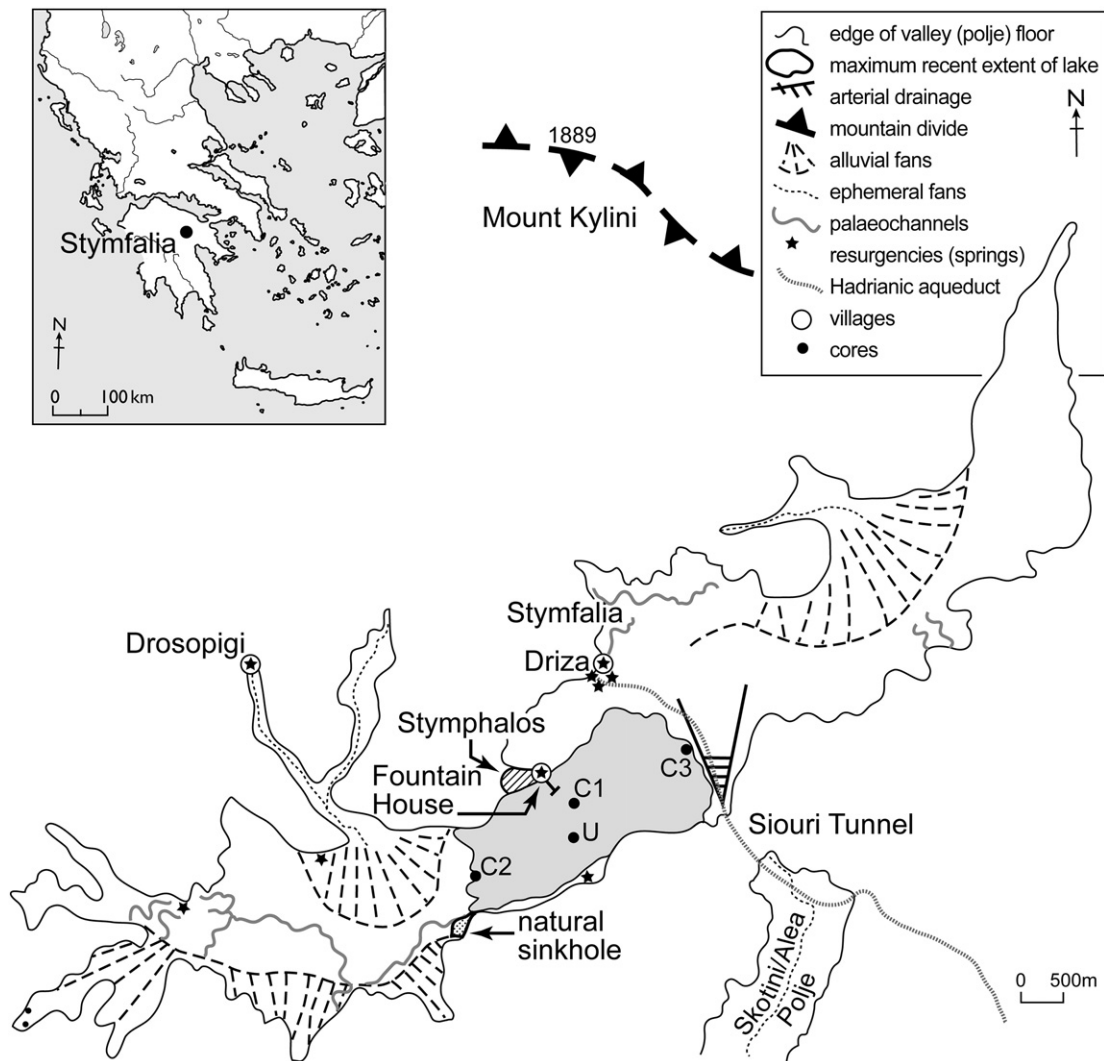 Stymfalia
N
0 100 km
1889
Mount Kylini
edge of valley (polje) floor
maximum recent extent of lake
arterial drainage
mountain divide
alluvial fans
ephemeral fans
palaeochannels
resurgencies (springs)
Hadrianic aqueduct
villages
cores
N
Stymfalia
Driza
Drosopigi
Stymphalos
Fountain
House
C1
C3
U
C2
Siouri Tunnel
natural
sinkhole
Skotini/Alea
Polje
0 500m